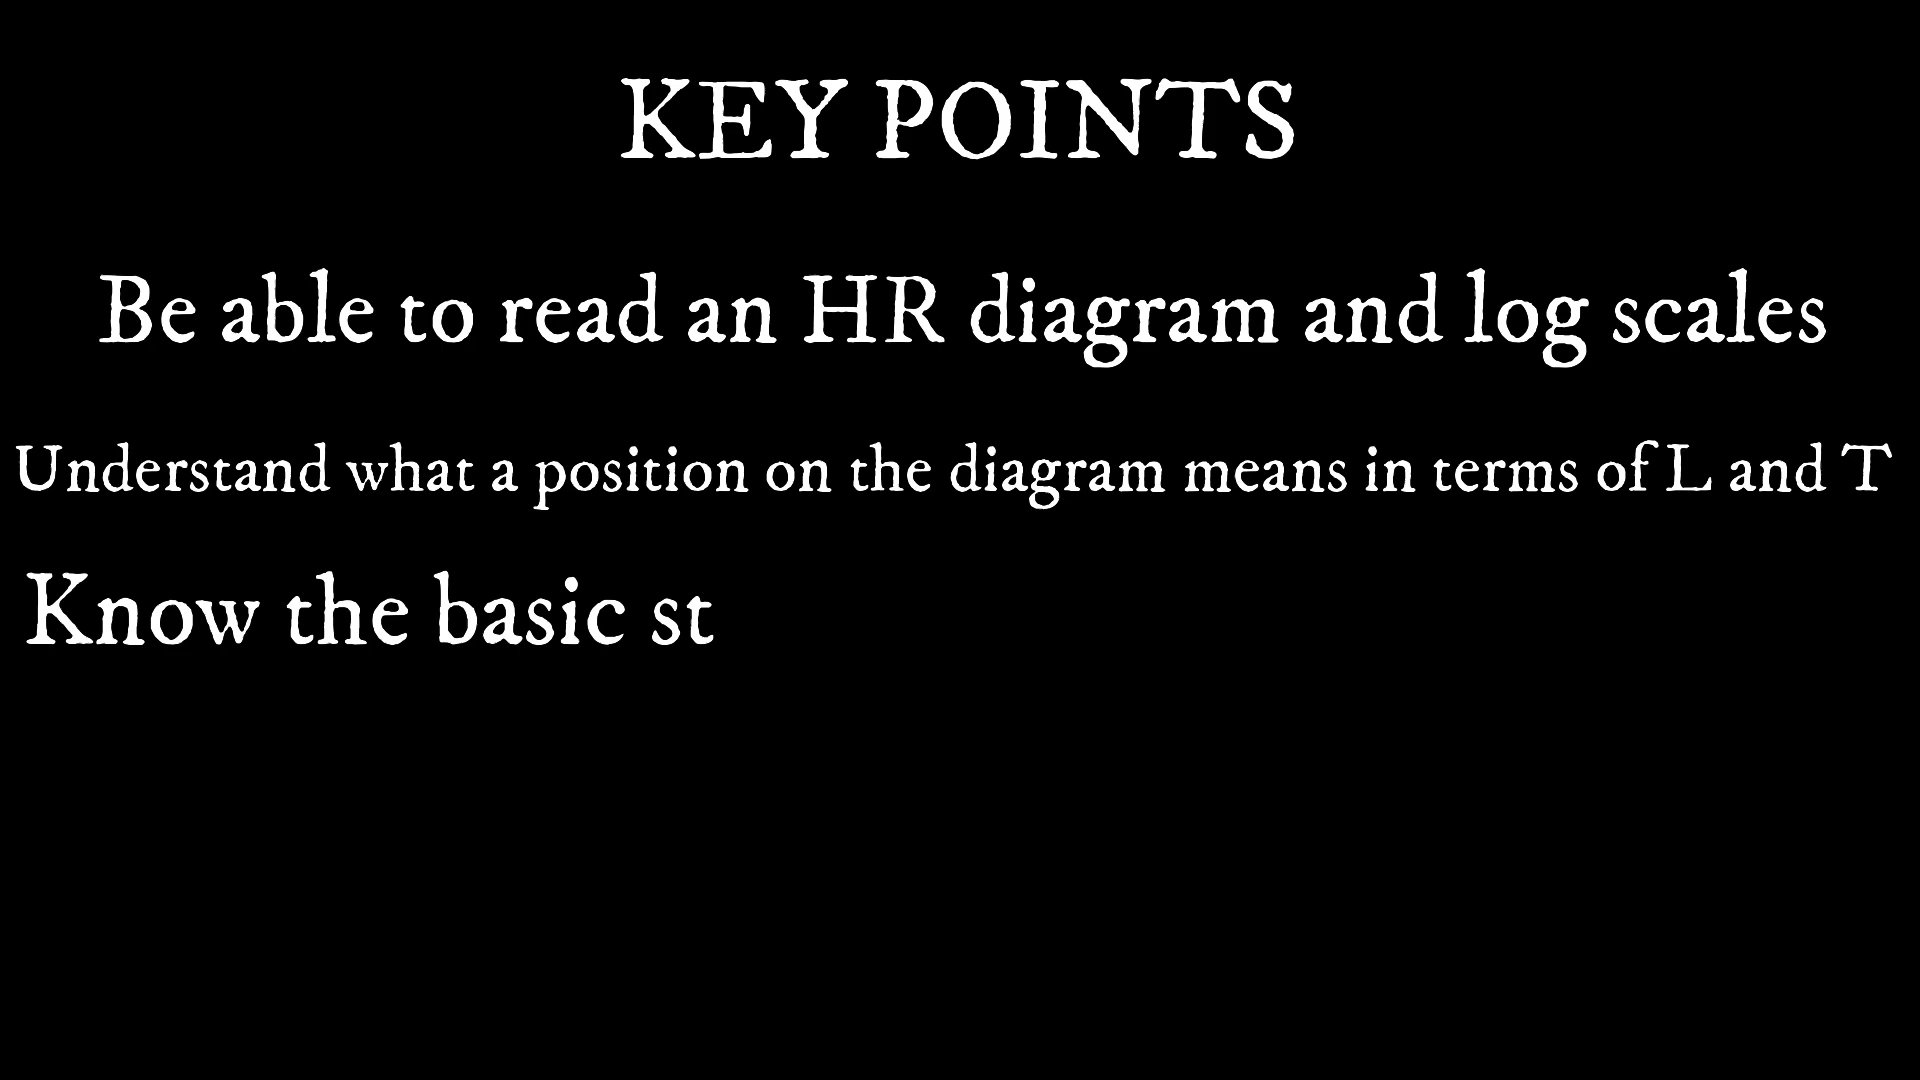 KEY POINTS
Be able to read an HR diagram and log scales
Understand what a position on the diagram means in terms of L and T
Know the basic st